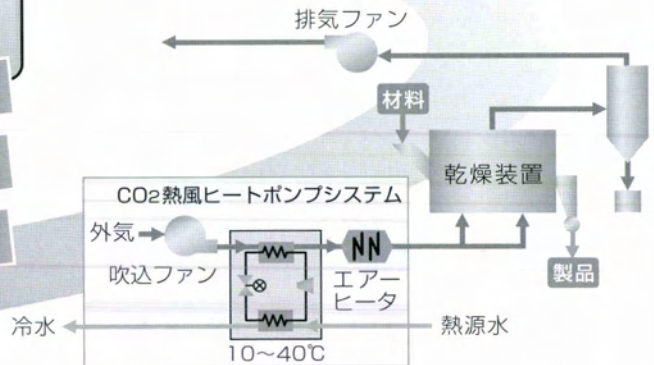 排気ファン
材料
乾燥装置
CO2熱風ヒートポンプシステム
外気
吹込ファン
エアー
ヒータ
製品
冷水
熱源水
10～40℃